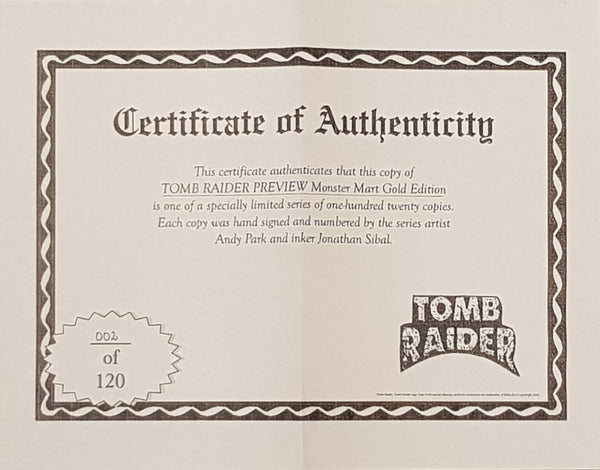 Certificate of Authenticity
This certificate authenticates that this copy of
TOMB RAIDER PREVIEW Monster Mart Gold Edition
is one of a specially limited series of one-hundred twenty copies.
Each copy was hand signed and numbered by the series artist
Andy Park and inker Jonathan Sibal.
002
of
120
TOMB
RAIDER